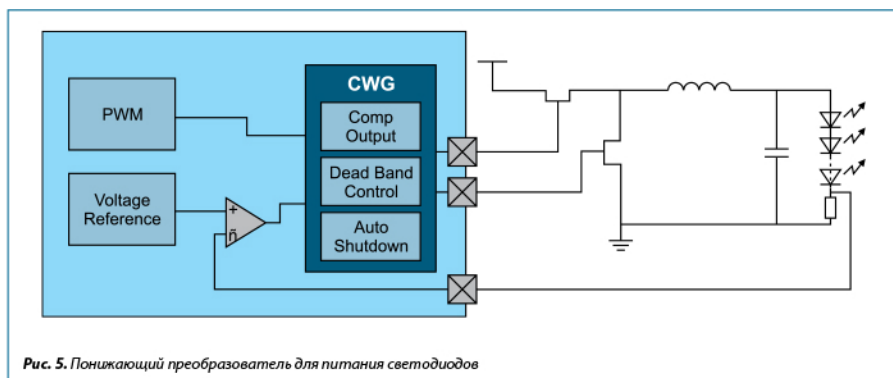 CWG
PWM
Comp
Output
Voltage
Reference
+
ñ
Dead Band
Control
Auto
Shutdown
Рис. 5. Понижающий преобразователь для питания светодиодов